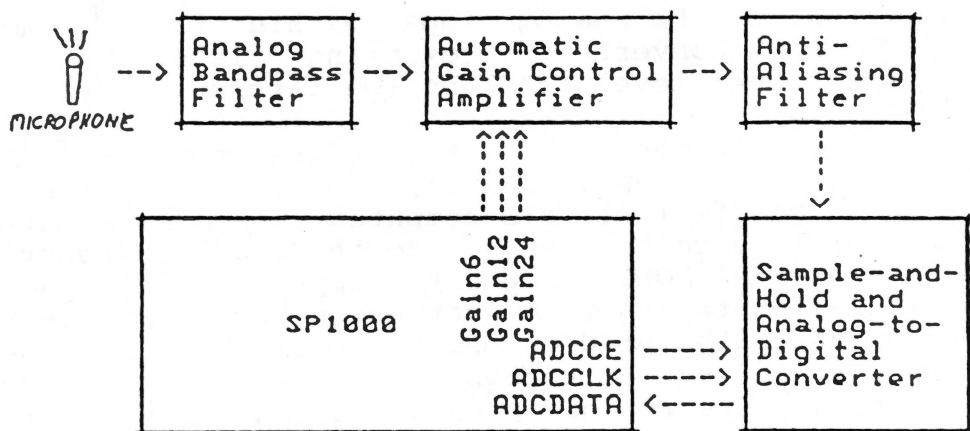 MICROPHONE
Analog
Bandpass
Filter
Automatic
Gain Control
Amplifier
Anti-
Aliasing
Filter
SP1000
Gain6
Gain12
Gain24
ADCCE
ADCCLK
ADCDATA
Sample-and-
Hold and
Analog-to-
Digital
Converter